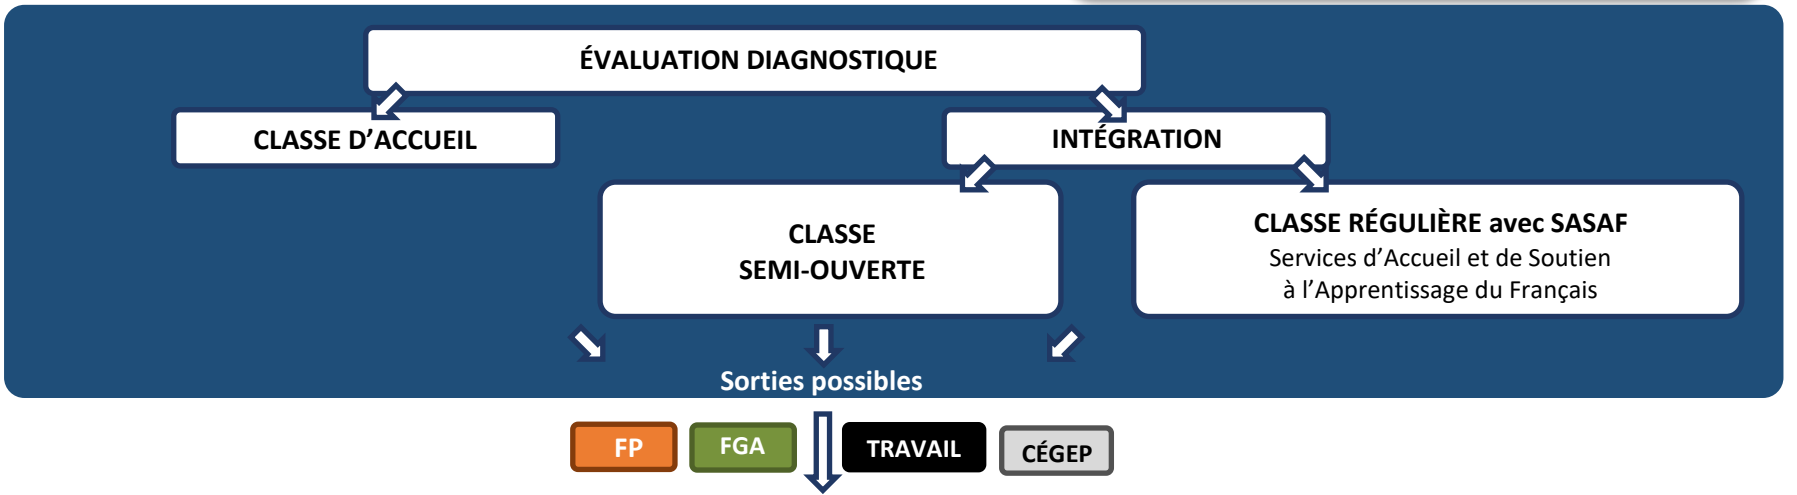 ÉVALUATION DIAGNOSTIQUE
CLASSE D’ACCUEIL
INTÉGRATION
CLASSE
SEMI-OUVERTE
CLASSE RÉGULIÈRE avec SASAF
Services d’Accueil et de Soutien
à l’Apprentissage du Français
Sorties possibles
FP
FGA
TRAVAIL
CÉGEP